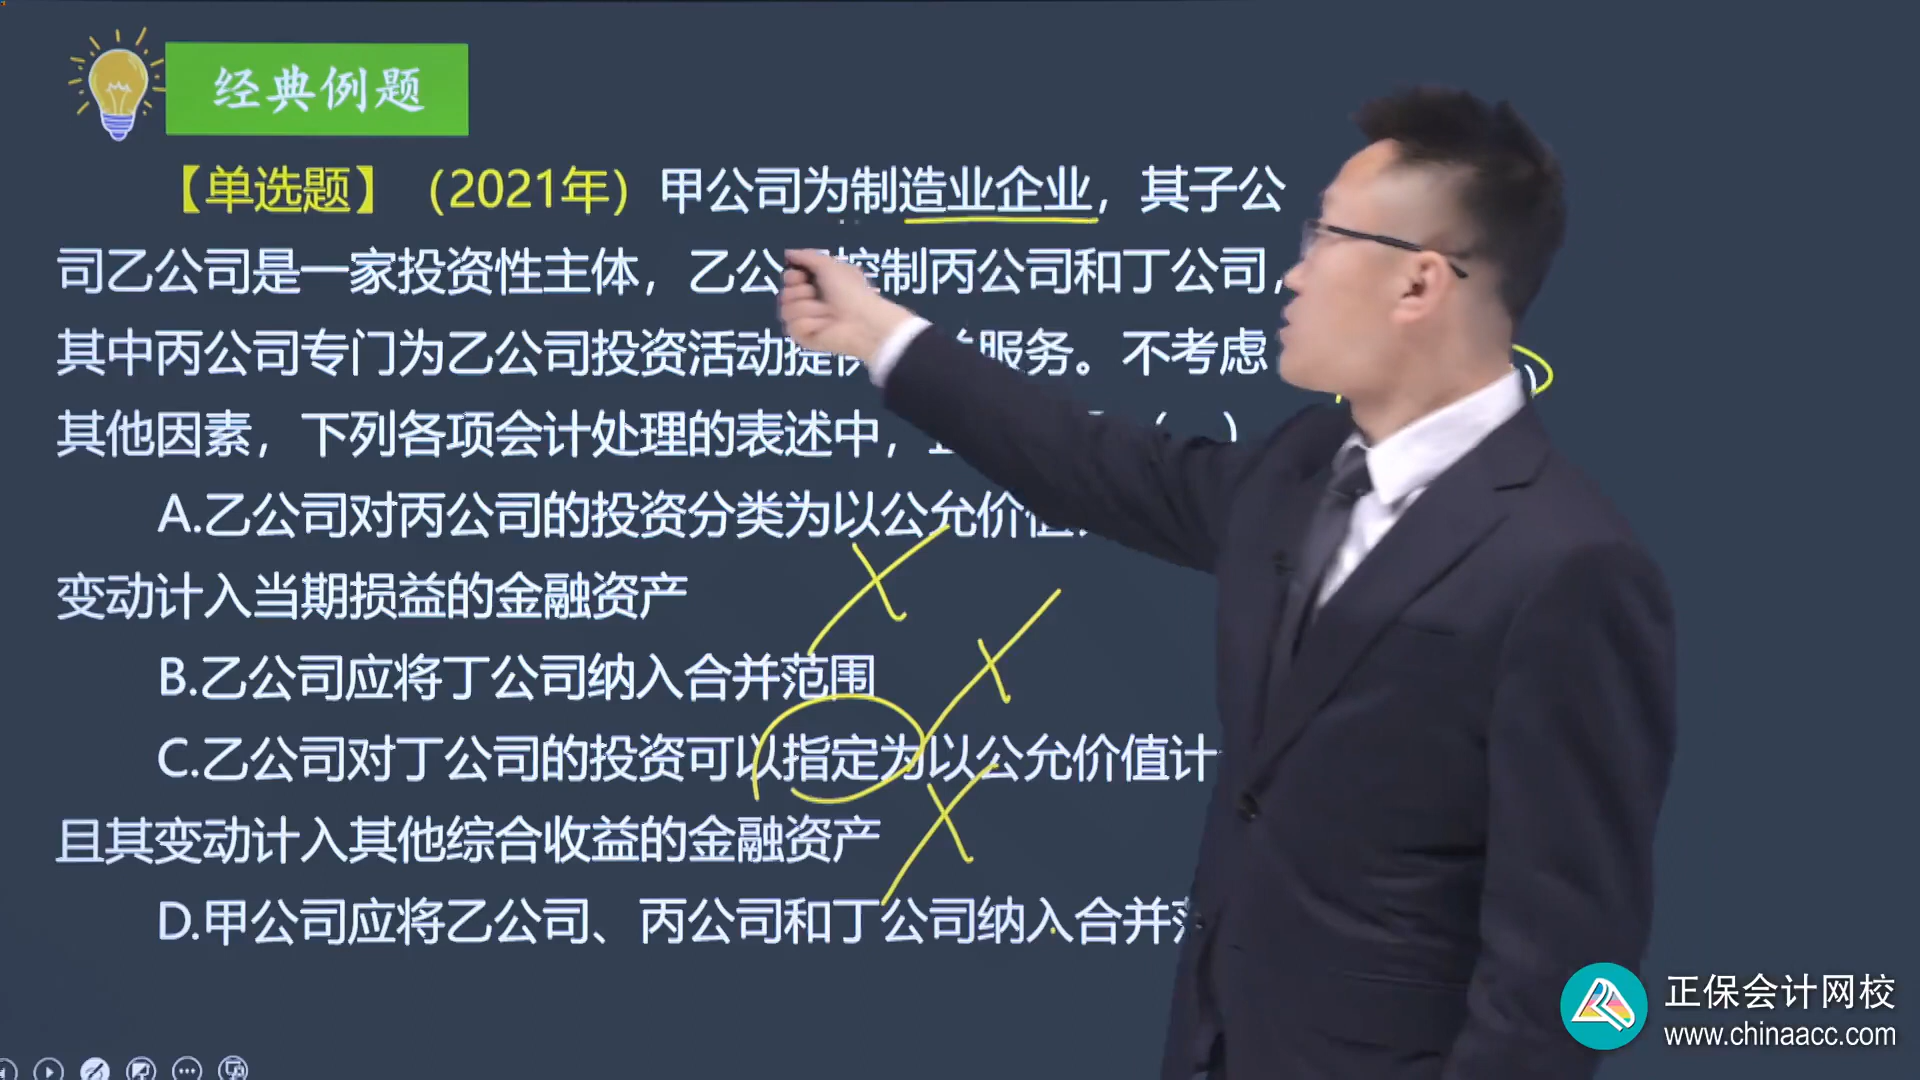 经典例题
【单选题】（2021年）甲公司为制造业企业，其子公
司乙公司是一家投资性主体，乙公 控制丙公司和丁公司，
其中丙公司专门为乙公司投资活动提供 服务。不考虑
其他因素，下列各项会计处理的表述中， （ ）
A.乙公司对丙公司的投资分类为以公允价值
变动计入当期损益的金融资产
B.乙公司应将丁公司纳入合并范围
C.乙公司对丁公司的投资可以指定为以公允价值计
且其变动计入其他综合收益的金融资产
D.甲公司应将乙公司、丙公司和丁公司纳入合并范
正保会计网校
www.chinaacc.com